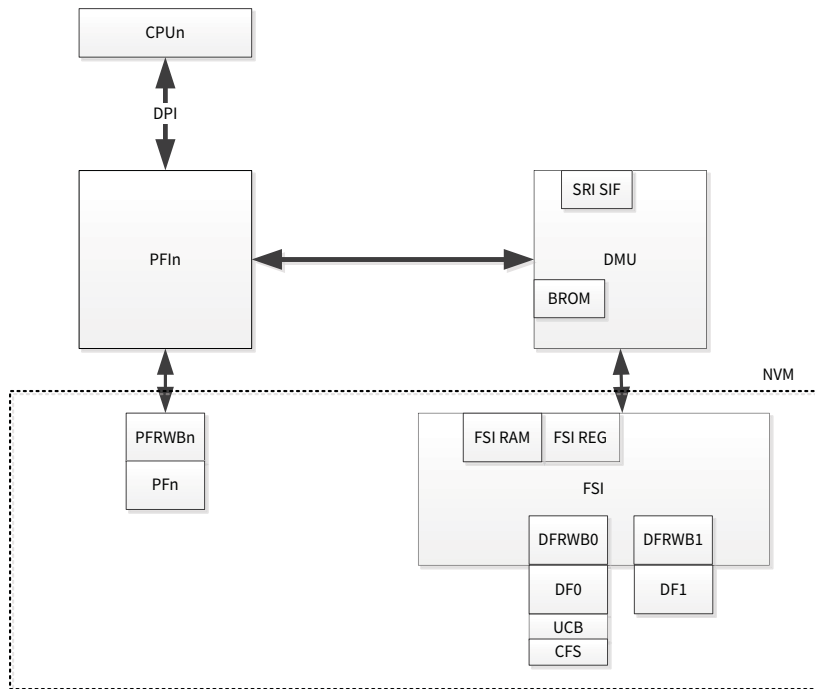 CPUn
DPI
SRI SIF
PFIn
DMU
BROM
NVM
PFRWBn
FSI RAM
FSI REG
PFn
FSI
DFRWB0
DFRWB1
DF0
DF1
UCB
CFS